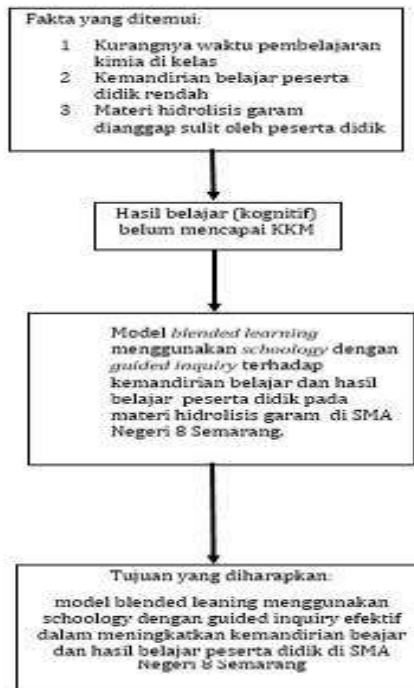 Fakta yang ditemui:
1 Kurangnya waktu pembelajaran
kimia di kelas
2 Kemandirian belajar peserta
didik rendah
3 Materi hidrolisis garam
dianggap sulit oleh peserta didik
Hasil belajar (kognitif)
belum mencapai KKM
Model blended learning
menggunakan schoology dengan
guided inquiry terhadap
kemandirian belajar dan hasil
belajar peserta didik pada
materi hidrolisis garam di SMA
Negeri 8 Semarang.
Tujuan yang diharapkan:
model blended leaning menggunakan
schoology dengan guided inquiry efektif
dalam meningkatkan kemandirian beajar
dan hasil belajar peserta didik di SMA
Negeri 8 Semarang